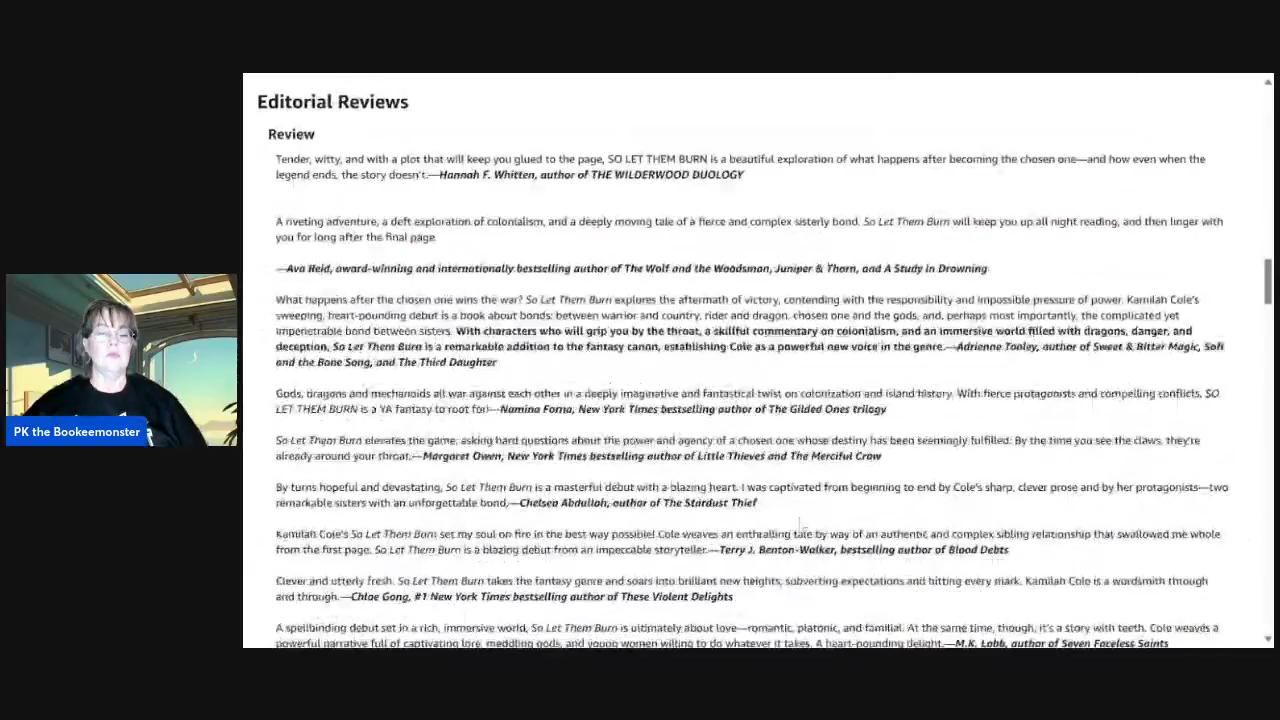 Editorial Reviews
Review
Tender, witty, and with a plot that will keep you glued to the page, SO LET THEM BURN is a beautiful exploration of what happens after becoming the chosen one—and how even when the
legend ends, the story doesn't.—Hannah F. Whitten, author of THE WILDERWOOD DUOLOGY
A riveting adventure, a deft exploration of colonialism, and a deeply moving tale of a fierce and complex sisterly bond. So Let Them Burn will keep you up all night reading, and then linger with
you for long after the final page.
—Ava Reid, award-winning and internationally bestselling author of The Wolf and the Woodsman, Juniper & Thorn, and A Study in Drowning
What happens after the chosen one wins the war? So Let Them Burn explores the aftermath of victory, contending with the responsibility and impossible pressure of power. Kamilah Cole's
sweeping, heart-pounding debut is a book about bonds: between warrior and country, rider and dragon, chosen one and the gods, and, perhaps most importantly, the complicated yet
impenetrable bond between sisters. With characters who will grip you by the throat, a skillful commentary on colonialism, and an immersive world filled with dragons, danger, and
deception, So Let Them Burn is a remarkable addition to the fantasy canon, establishing Cole as a powerful new voice in the genre.—Adrienne Tooley, author of Sweet & Bitter Magic, Sofi
and the Bone Song, and The Third Daughter
Gods, dragons and mechanoids all war against each other in a deeply imaginative and fantastical twist on colonization and island history. With fierce protagonists and compelling conflicts, SO
LET THEM BURN is a YA fantasy to root for!—Namina Forna, New York Times bestselling author of The Gilded Ones trilogy
So Let Them Burn elevates the game, asking hard questions about the power and agency of a chosen one whose destiny has been seemingly fulfilled. By the time you see the claws, they're
already around your throat.—Margaret Owen, New York Times bestselling author of Little Thieves and The Merciful Crow
By turns hopeful and devastating, So Let Them Burn is a masterful debut with a blazing heart. I was captivated from beginning to end by Cole's sharp, clever prose and by her protagonists—two
remarkable sisters with an unforgettable bond.—Chelsea Abdullah, author of The Stardust Thief
Kamilah Cole's So Let Them Burn set my soul on fire in the best way possible! Cole weaves an enthralling tale by way of an authentic and complex sibling relationship that swallowed me whole
from the first page. So Let Them Burn is a blazing debut from an impeccable storyteller.—Terry J. Benton-Walker, bestselling author of Blood Debts
Clever and utterly fresh. So Let Them Burn takes the fantasy genre and soars into brilliant new heights, subverting expectations and hitting every mark. Kamilah Cole is a wordsmith through
and through.—Chloe Gong, #1 New York Times bestselling author of These Violent Delights
A spellbinding debut set in a rich, immersive world, So Let Them Burn is ultimately about love—romantic, platonic, and familial. At the same time, though, it's a story with teeth. Cole weaves a
powerful narrative full of captivating lore, meddling gods, and young women willing to do whatever it takes. A heart-pounding delight.—M.K. Lobb, author of Seven Faceless Saints
PK the Bookeemonster